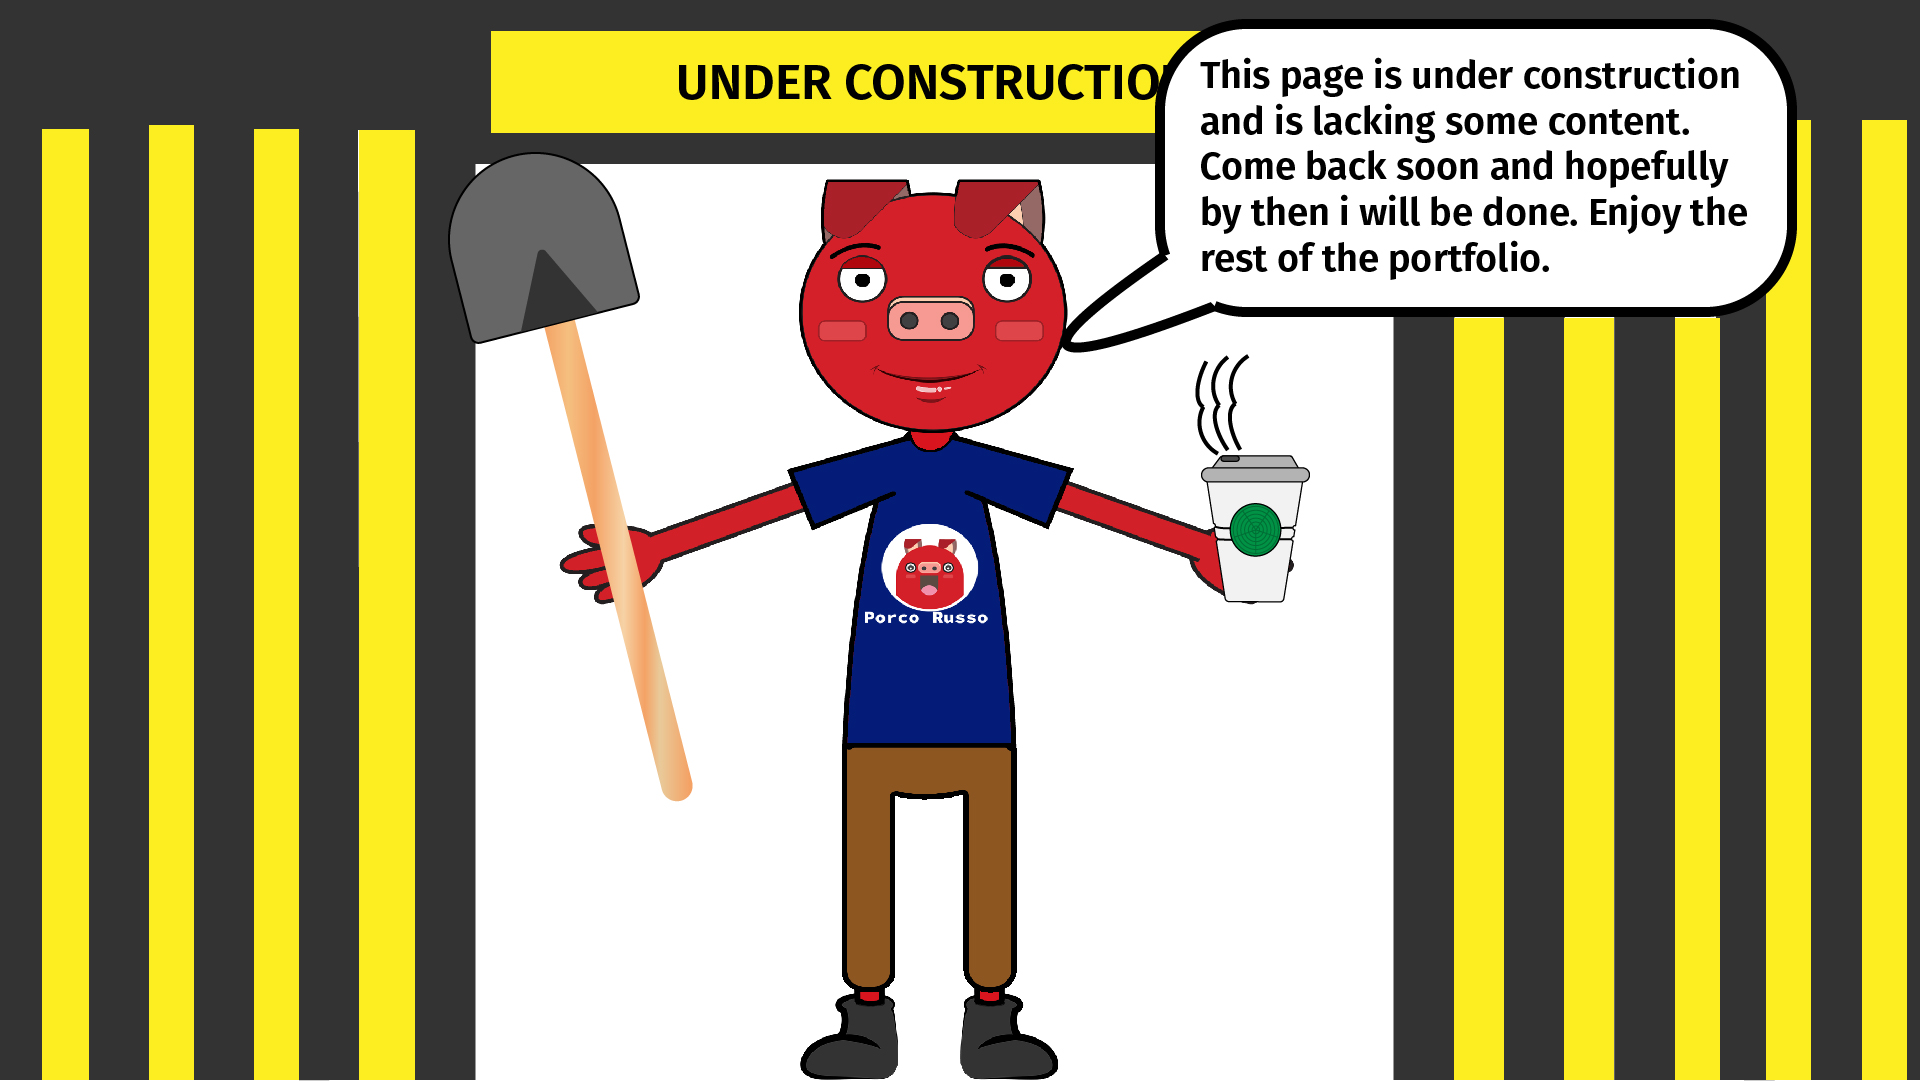 UNDER CONSTRUCTIO
This page is under construction
and is lacking some content.
Come back soon and hopefully
by then i will be done. Enjoy the
rest of the portfolio.
Porco Russo